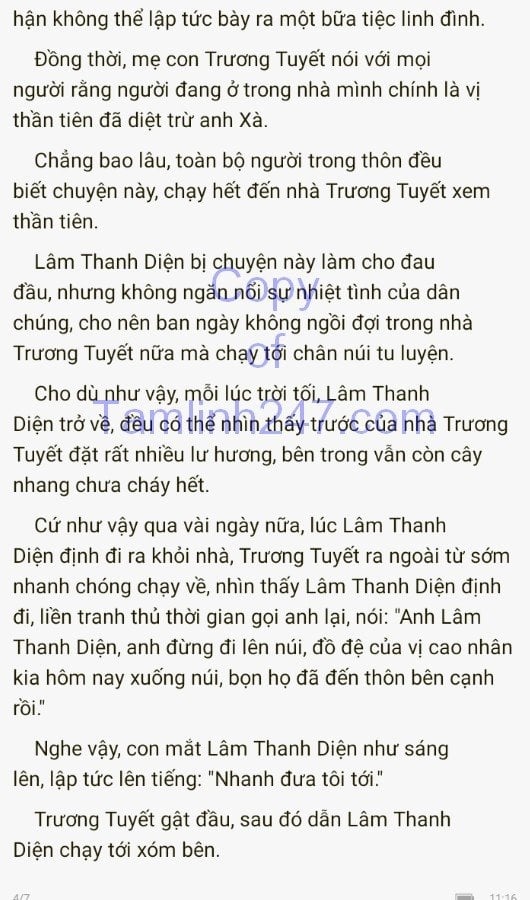 hận không thể lập tức bày ra một bữa tiệc linh đình.
Đồng thời, mẹ con Trương Tuyết nói với mọi
người rằng người đang ở trong nhà mình chính là vị
thần tiên đã diệt trừ anh Xà.
Chẳng bao lâu, toàn bộ người trong thôn đều
biết chuyện này, chạy hết đến nhà Trương Tuyết xem
thần tiên.
Lâm Thanh Diện bị chuyện này làm cho đau
đầu, nhưng không ngăn nổi sự nhiệt tình của dân
chúng, cho nên ban ngày không ngồi đợi trong nhà
Trương Tuyết nữa mà chạy tới chân núi tu luyện.
Cho dù như vậy, mỗi lúc trời tối, Lâm Thanh
Diện trở về, đều có thể nhìn thấy trước của nhà Trương
Tuyết đặt rất nhiều lư hương, bên trong vẫn còn cây
nhang chưa cháy hết.
Cứ như vậy qua vài ngày nữa, lúc Lâm Thanh
Diện định đi ra khỏi nhà, Trương Tuyết ra ngoài từ sớm
nhanh chóng chạy về, nhìn thấy Lâm Thanh Diện định
đi, liền tranh thủ thời gian gọi anh lại, nói: "Anh Lâm
Thanh Diện, anh đừng đi lên núi, đồ đệ của vị cao nhân
kia hôm nay xuống núi, bọn họ đã đến thôn bên cạnh
rồi."
Nghe vậy, con mắt Lâm Thanh Diện như sáng
lên, lập tức lên tiếng: "Nhanh đưa tôi tới."
Trương Tuyết gật đầu, sau đó dẫn Lâm Thanh
Diện chạy tới xóm bên.
Copy
of
Tamlinh247.com
4/7
11:16